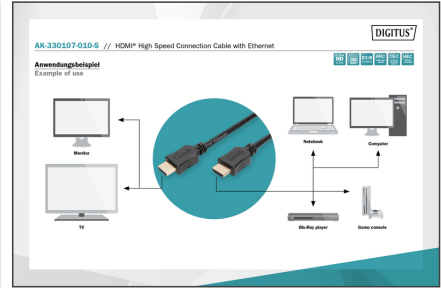 DIGITUS®
AK-330107-010-S // HDMI® High Speed Connection Cable with Ethernet
Anwendungsbeispiel
Example of use
Monitor
TV
Notebook
Computer
Blu-Ray player
Game console